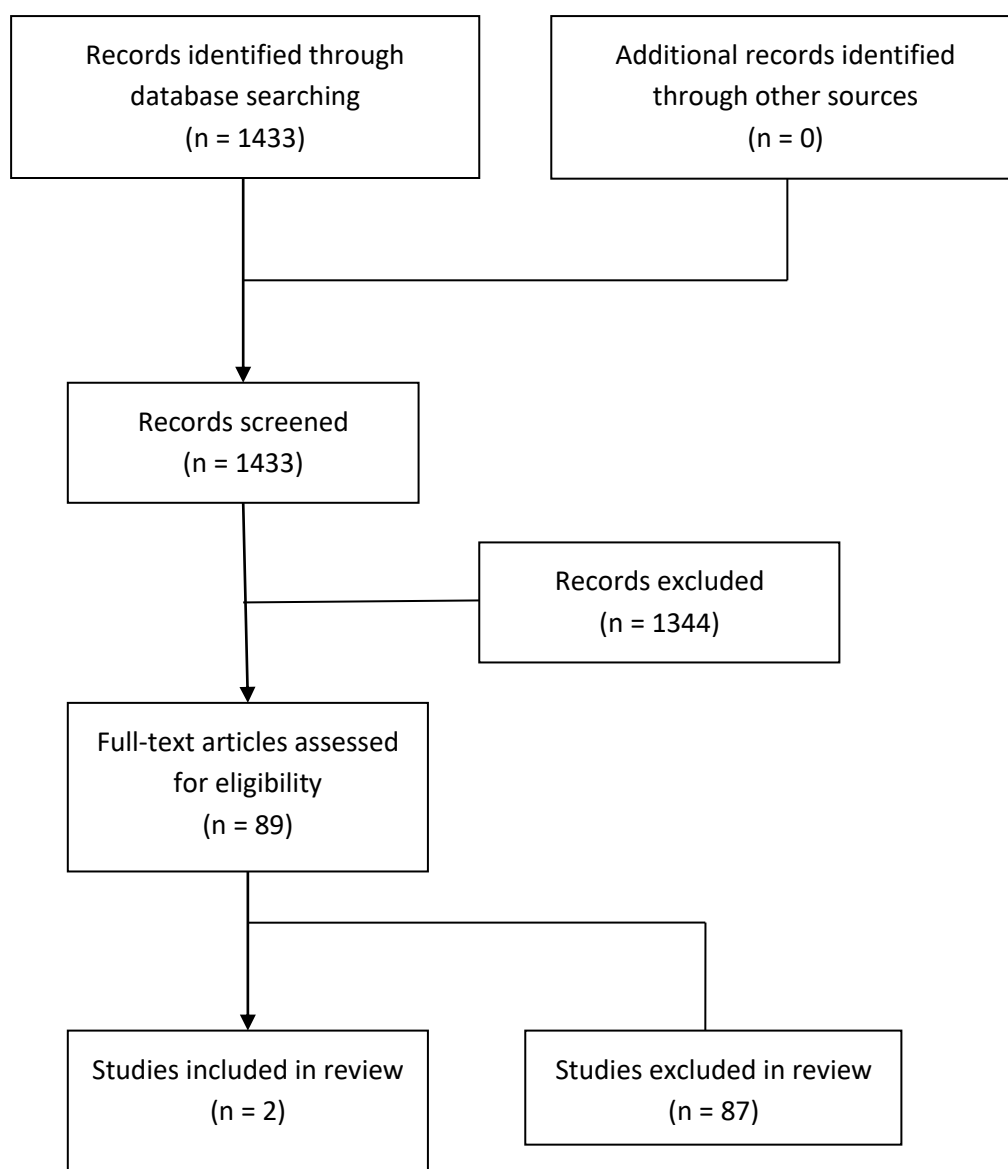 Records identified through
database searching
(n = 1433)
Additional records identified
through other sources
(n = 0)
Records screened
(n = 1433)
Records excluded
(n = 1344)
Full-text articles assessed
for eligibility
(n = 89)
Studies included in review
(n = 2)
Studies excluded in review
(n = 87)